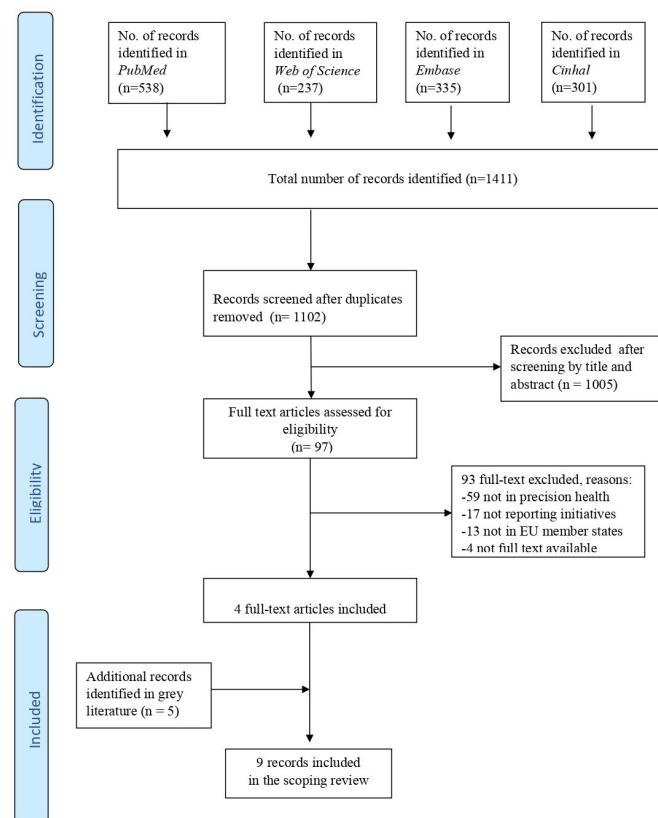 Identification
No. of records
identified in
PubMed
(n=538)
No. of records
identified in
Web of Science
(n=237)
No. of records
identified in
Embase
(n=335)
No. of records
identified in
Cinhal
(n=301)
Total number of records identified (n=1411)
Screening
Records screened after duplicates
removed (n= 1102)
Records excluded after
screening by title and
abstract (n = 1005)
Eligibility
Full text articles assessed for
eligibility
(n= 97)
93 full-text excluded, reasons:
-59 not in precision health
-17 not reporting initiatives
-13 not in EU member states
-4 not full text available
4 full-text articles included
Included
Additional records
identified in grey
literature (n = 5)
9 records included
in the scoping review